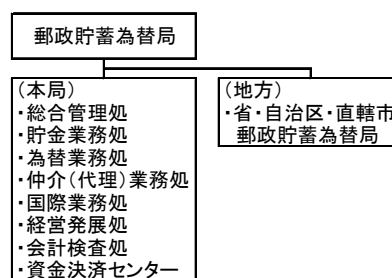 郵政貯蓄為替局
(本局)
・総合管理処
・貯金業務処
・為替業務処
・仲介(代理)業務処
・国際業務処
・経営発展処
・会計検査処
・資金決済センター
(地方)
・省・自治区・直轄市
郵政貯蓄為替局